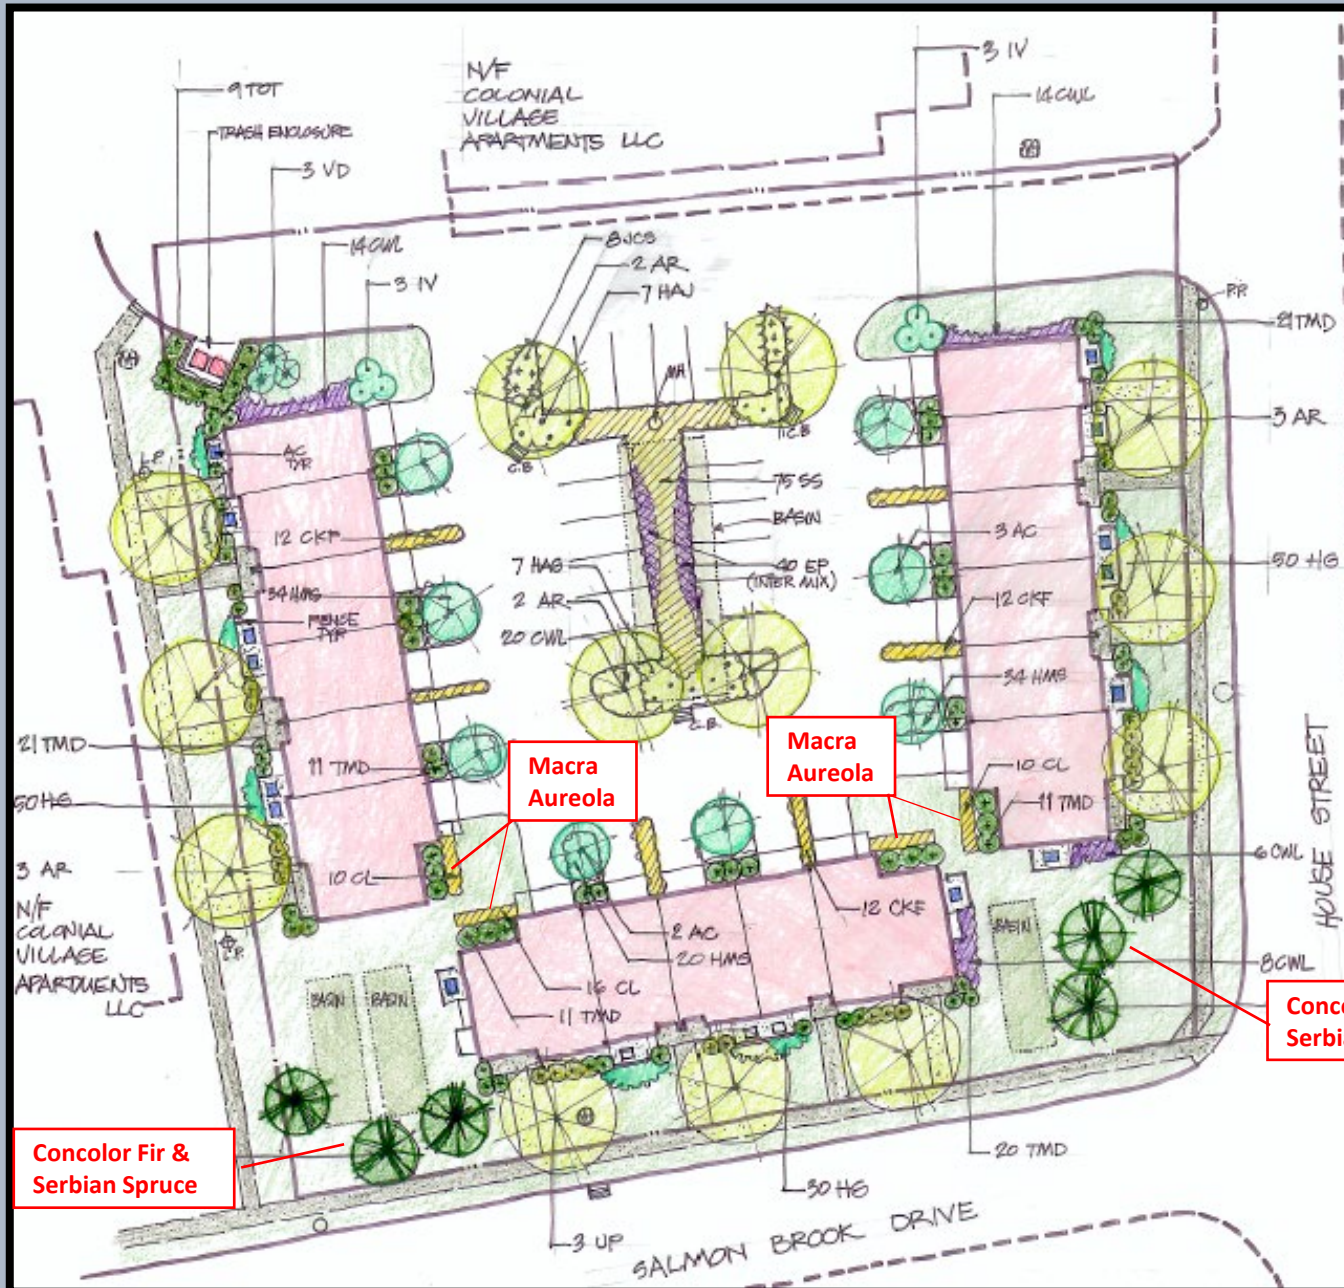 9 TOT
TRASH ENCLOSURE
3 VD
14 CWL
3 IV
N/F
COLONIAL
VILLAGE
APARTMENTS LLC
3 IV
14 CWL
8 JCS
2 AR
7 HAJ
MH
P.P.
21 TMD
3 AR
AC
TYP.
L.P.
C.B.
C.B
75 SS
BASIN
40 EP
(INTER MIX)
7 HAG
2 AR
20 CWL
C.B.
12 CKF
34 HMG
FENCE
TYP.
3 AC
50 HG
12 CKF
34 HMS
21 TMD
50 HG
11 TMD
Macra
Aureola
Macra
Aureola
10 CL
11 TMD
3 AR
10 CL
N/F
COLONIAL
VILLAGE
APARTMENTS
LLC
6 CWL
HOUSE STREET
12 CKF
2 AC
20 HMS
16 CL
11 TMD
BASIN
BASIN
BASIN
8 CWL
Conco
Serbi
Concolor Fir &
Serbian Spruce
20 TMD
30 HG
3 UP
SALMON BROOK DRIVE